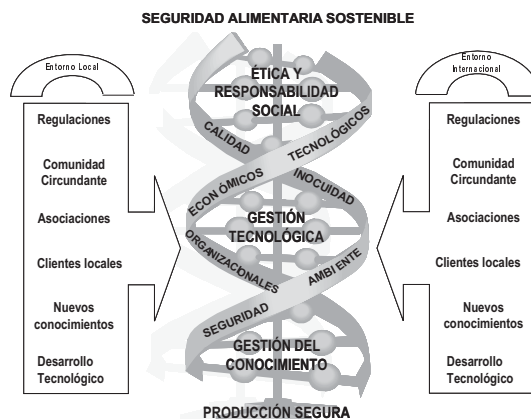 SEGURIDAD ALIMENTARIA SOSTENIBLE
Entorno Local
Regulaciones
Comunidad
Circundante
Asociaciones
Clientes locales
Nuevos
conocimientos
Desarrollo
Tecnológico
ÉTICA Y
RESPONSABILIDAD
SOCIAL
CALIDAD
TECNOLÓGICOS
ECONÓMICOS
INOCUIDAD
GESTIÓN
TECNOLÓGICA
ORGANIZACIONALES
AMBIENTE
SEGURIDAD
GESTIÓN DEL
CONOCIMIENTO
PRODUCCIÓN SEGURA
Entorno
Internacional
Regulaciones
Comunidad
Circundante
Asociaciones
Clientes locales
Nuevos
conocimientos
Desarrollo
Tecnológico